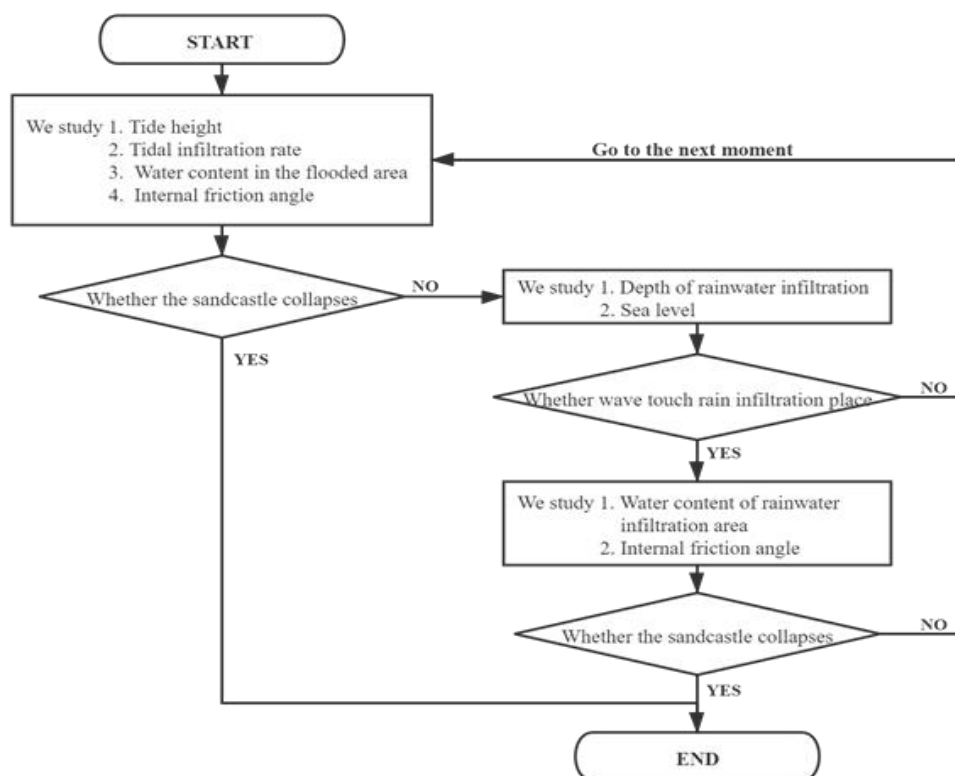 START
We study 1. Tide height
2. Tidal infiltration rate
3. Water content in the flooded area
4. Internal friction angle
Go to the next moment
Whether the sandcastle collapses
NO
YES
We study 1. Depth of rainwater infiltration
2. Sea level
Whether wave touch rain infiltration place
NO
YES
We study 1. Water content of rainwater
infiltration area
2. Internal friction angle
Whether the sandcastle collapses
NO
YES
END